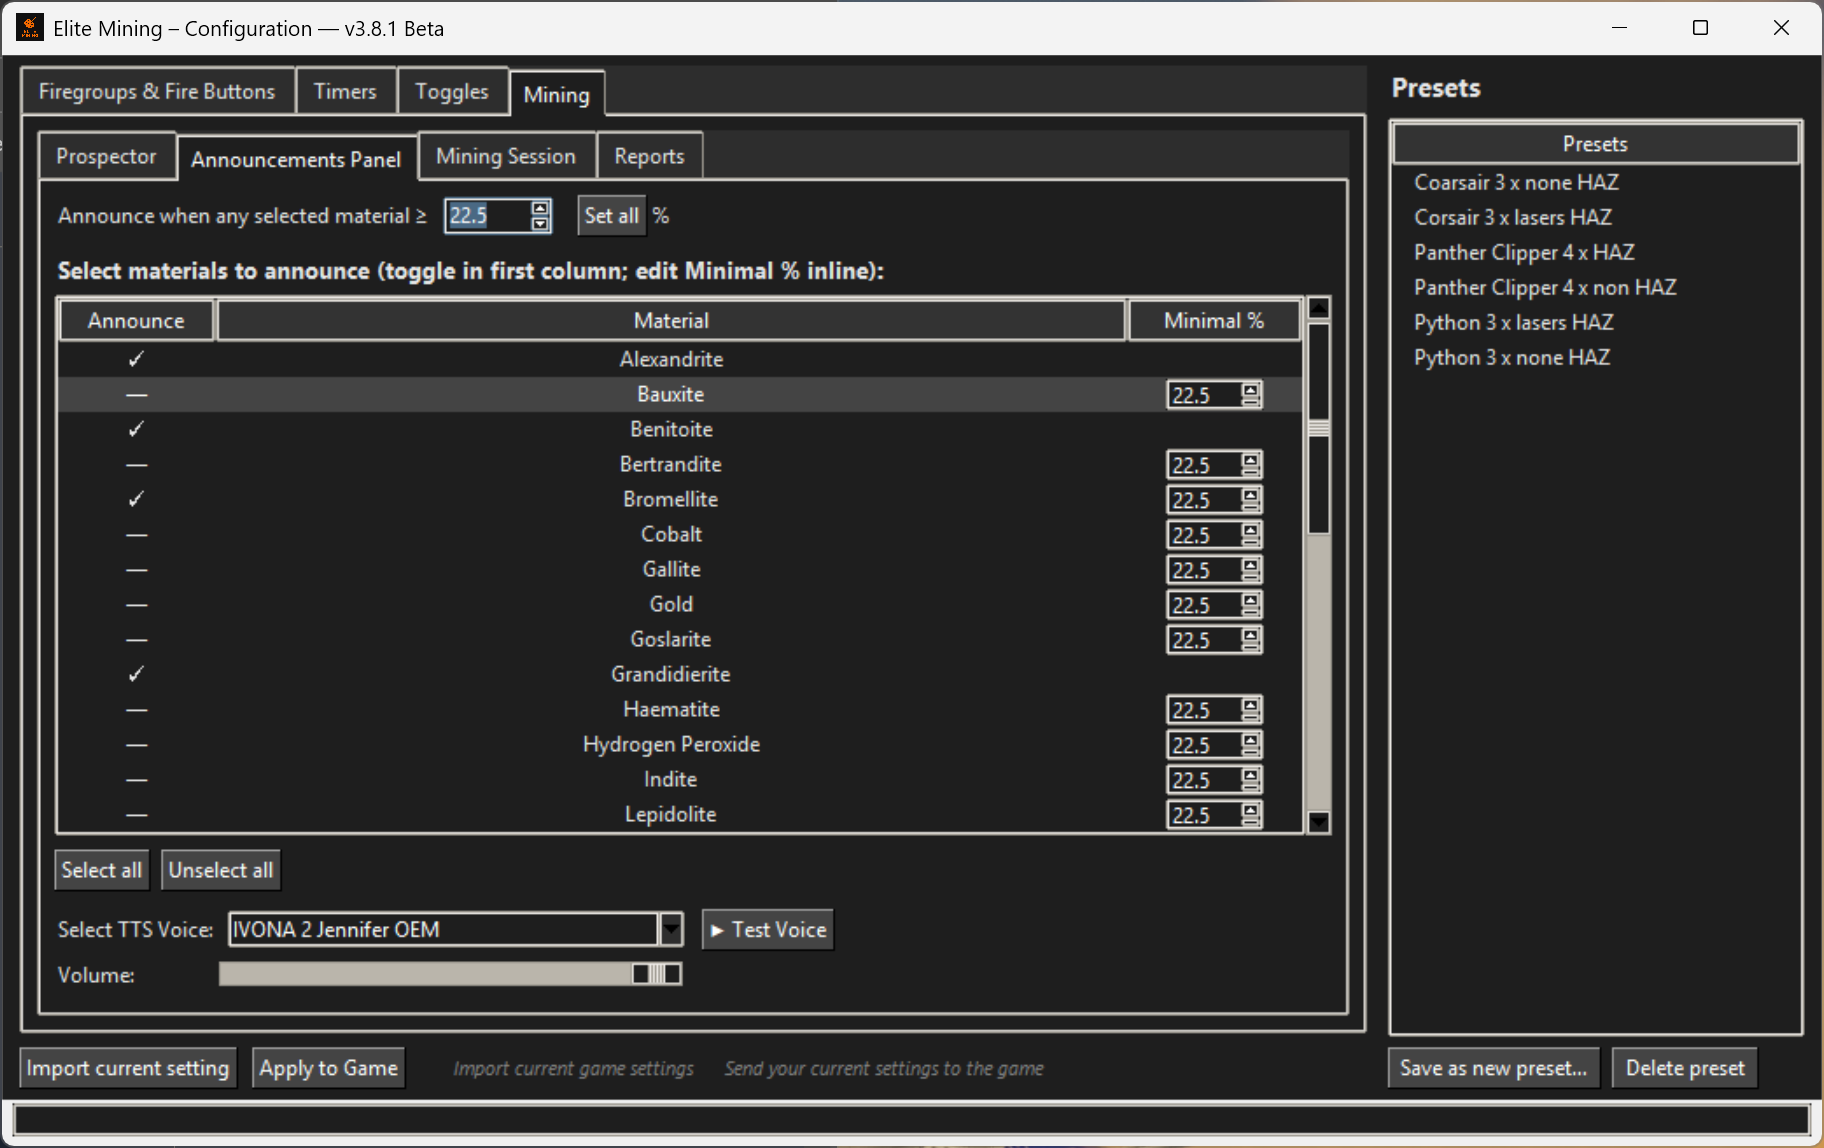 Elite Mining – Configuration — v3.8.1 Beta
Firegroups & Fire Buttons
Timers
Toggles
Mining
Prospector
Announcements Panel
Mining Session
Reports
Announce when any selected material ≥ 22.5 Set all %
Select materials to announce (toggle in first column; edit Minimal % inline):
Announce Material Minimal %
✓ Alexandrite
— Bauxite 22.5
✓ Benitoite
— Bertrandite 22.5
✓ Bromellite 22.5
— Cobalt 22.5
— Gallite 22.5
— Gold 22.5
— Goslarite 22.5
✓ Grandidierite
— Haematite 22.5
— Hydrogen Peroxide 22.5
— Indite 22.5
— Lepidolite 22.5
Select all
Unselect all
Select TTS Voice: IVONA 2 Jennifer OEM ► Test Voice
Volume:
Import current setting
Apply to Game
Import current game settings
Send your current settings to the game
Presets
Presets
Coarsair 3 x none HAZ
Corsair 3 x lasers HAZ
Panther Clipper 4 x HAZ
Panther Clipper 4 x non HAZ
Python 3 x lasers HAZ
Python 3 x none HAZ
Save as new preset...
Delete preset